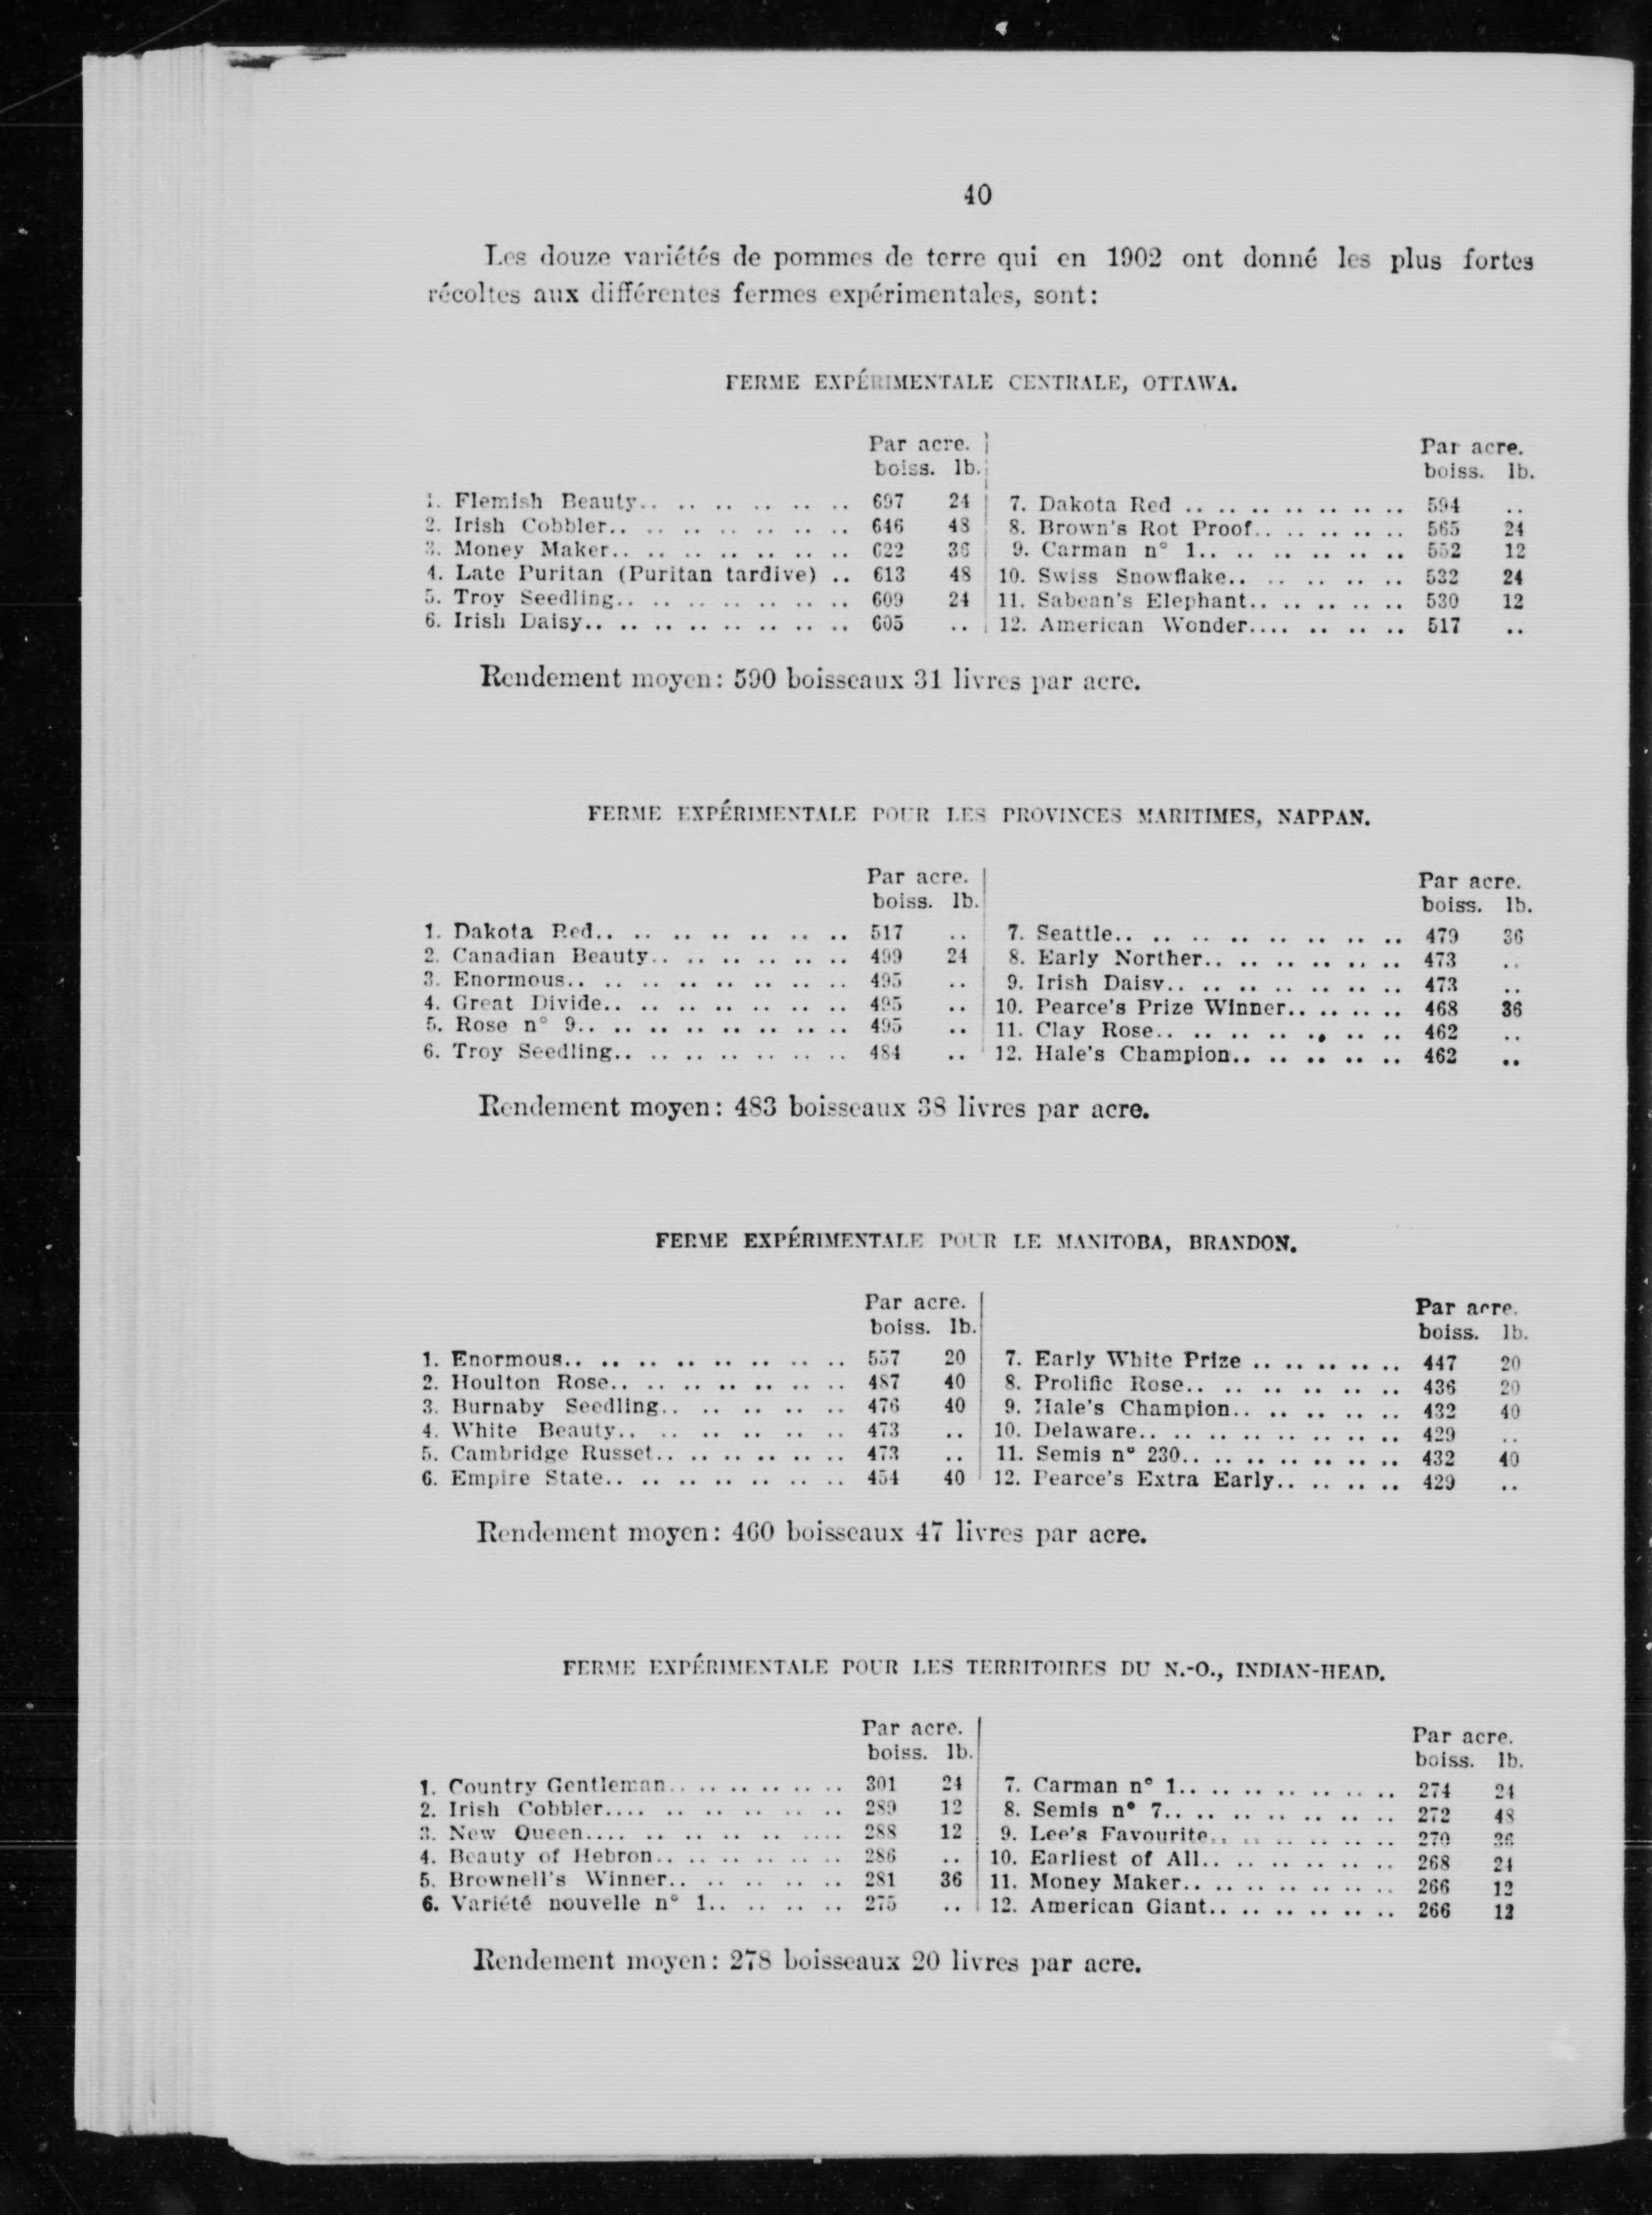 40
Les douze variétés de pommes de terre qui en 1902 ont donné les plus fortes
récoltes aux différentes fermes expérimentales, sont:
FERME EXPÉRIMENTALE CENTRALE, OTTAWA.
Par acre.
boiss. lb.
1. Flemish Beauty.. .. .. .. .. .. 697 24
2. Irish Cobbler.. .. .. .. .. .. .. 646 48
3. Money Maker.. .. .. .. .. .. .. 622 36
4. Late Puritan (Puritan tardive) .. 613 48
5. Troy Seedling.. .. .. .. .. .. .. 609 24
6. Irish Daisy.. .. .. .. .. .. .. .. 605 ..
Par acre.
boiss. lb.
7. Dakota Red .. .. .. .. .. .. .. 594 ..
8. Brown's Rot Proof.. .. .. .. .. 565 24
9. Carman n° 1.. .. .. .. .. .. .. 552 12
10. Swiss Snowflake.. .. .. .. .. 532 24
11. Sabean's Elephant.. .. .. .. .. 530 12
12. American Wonder.... .. .. .. 517 ..
Rendement moyen: 590 boisseaux 31 livres par acre.
FERME EXPÉRIMENTALE POUR LES PROVINCES MARITIMES, NAPPAN.
Par acre.
boiss. lb.
1. Dakota Red.. .. .. .. .. .. .. 517 ..
2. Canadian Beauty.. .. .. .. .. .. 499 24
3. Enormous.. .. .. .. .. .. .. .. 495 ..
4. Great Divide.. .. .. .. .. .. .. 495 ..
5. Rose n° 9.. .. .. .. .. .. .. .. 495 ..
6. Troy Seedling.. .. .. .. .. .. .. 484 ..
Par acre.
boiss. lb.
7. Seattle.. .. .. .. .. .. .. .. 479 36
8. Early Norther.. .. .. .. .. .. 473 ..
9. Irish Daisy.. .. .. .. .. .. .. 473 ..
10. Pearce's Prize Winner.. .. .. .. 468 36
11. Clay Rose.. .. .. .. .. .. .. 462 ..
12. Hale's Champion.. .. .. .. .. 462 ..
Rendement moyen: 483 boisseaux 38 livres par acre.
FERME EXPÉRIMENTALE POUR LE MANITOBA, BRANDON.
Par acre.
boiss. lb.
1. Enormous.. .. .. .. .. .. .. .. 557 20
2. Houlton Rose.. .. .. .. .. .. .. 487 40
3. Burnaby Seedling.. .. .. .. .. .. 476 40
4. White Beauty.. .. .. .. .. .. .. 473 ..
5. Cambridge Russet.. .. .. .. .. .. 473 ..
6. Empire State.. .. .. .. .. .. .. 454 40
Par acre.
boiss. lb.
7. Early White Prize .. .. .. .. .. 447 20
8. Prolific Rose.. .. .. .. .. .. .. 436 20
9. Hale's Champion.. .. .. .. .. 432 40
10. Delaware.. .. .. .. .. .. .. .. 429 ..
11. Semis n° 230.. .. .. .. .. .. .. 432 40
12. Pearce's Extra Early.. .. .. .. 429 ..
Rendement moyen: 460 boisseaux 47 livres par acre.
FERME EXPÉRIMENTALE POUR LES TERRITOIRES DU N.-O., INDIAN-HEAD.
Par acre.
boiss. lb.
1. Country Gentleman.. .. .. .. .. .. 301 24
2. Irish Cobbler.... .. .. .. .. .. .. 289 12
3. New Queen.... .. .. .. .. .... 288 12
4. Beauty of Hebron.. .. .. .. .. .. 286 ..
5. Brownell's Winner.. .. .. .. .. .. 281 36
6. Variété nouvelle n° 1.. .. .. .. .. 275 ..
Par acre.
boiss. lb.
7. Carman n° 1.. .. .. .. .. .. .. 274 24
8. Semis n° 7.. .. .. .. .. .. .. 272 48
9. Lee's Favourite.. .. .. .. .. .. 270 36
10. Earliest of All.. .. .. .. .. .. 268 24
11. Money Maker.. .. .. .. .. .. .. 266 12
12. American Giant.. .. .. .. .. .. 266 12
Rendement moyen: 278 boisseaux 20 livres par acre.